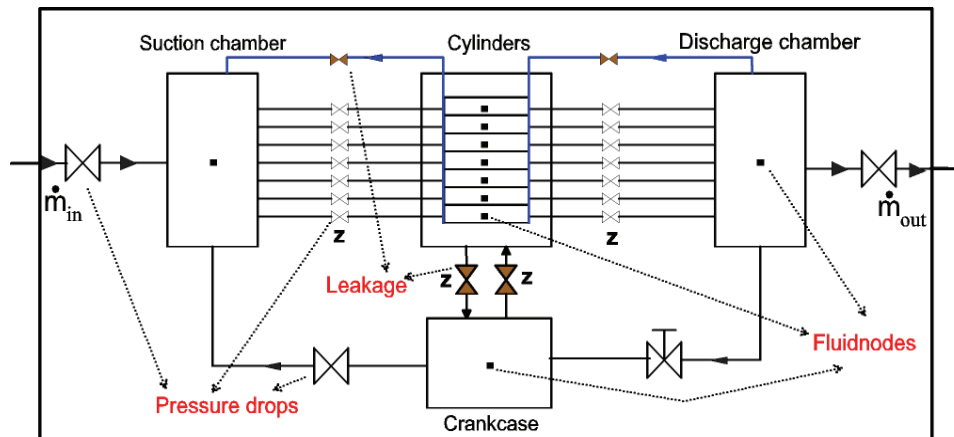 Suction chamber
Cylinders
Discharge chamber
ṁin
ṁout
z
z
z
z
Leakage
Fluidnodes
Pressure drops
Crankcase